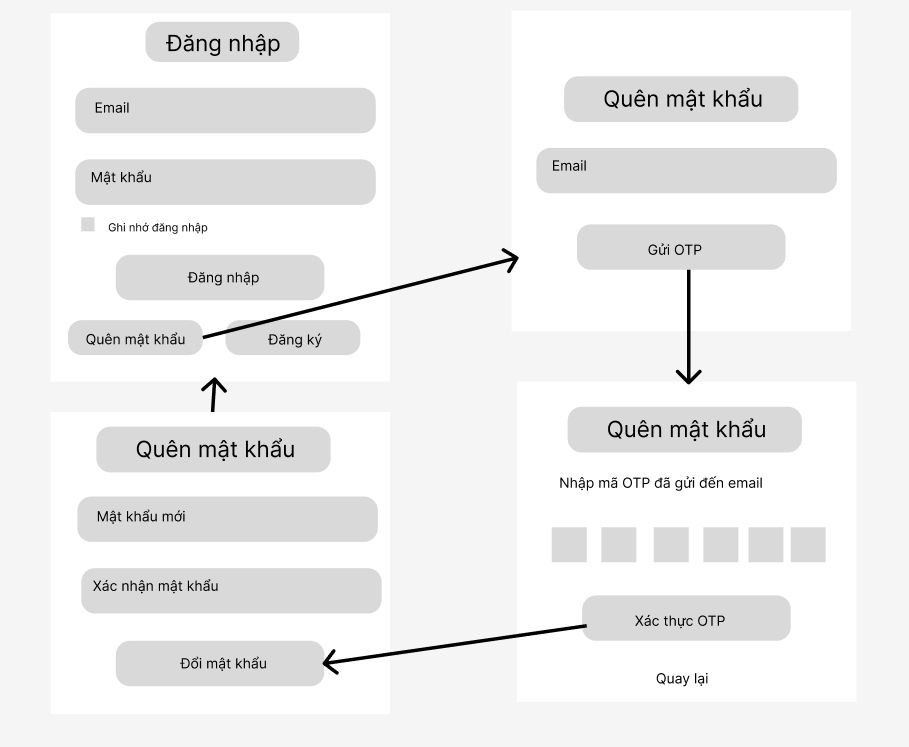 Đăng nhập
Email
Mật khẩu
Ghi nhớ đăng nhập
Đăng nhập
Quên mật khẩu
Đăng ký
Quên mật khẩu
Email
Gửi OTP
Quên mật khẩu
Nhập mã OTP đã gửi đến email
Xác thực OTP
Quay lại
Quên mật khẩu
Mật khẩu mới
Xác nhận mật khẩu
Đổi mật khẩu